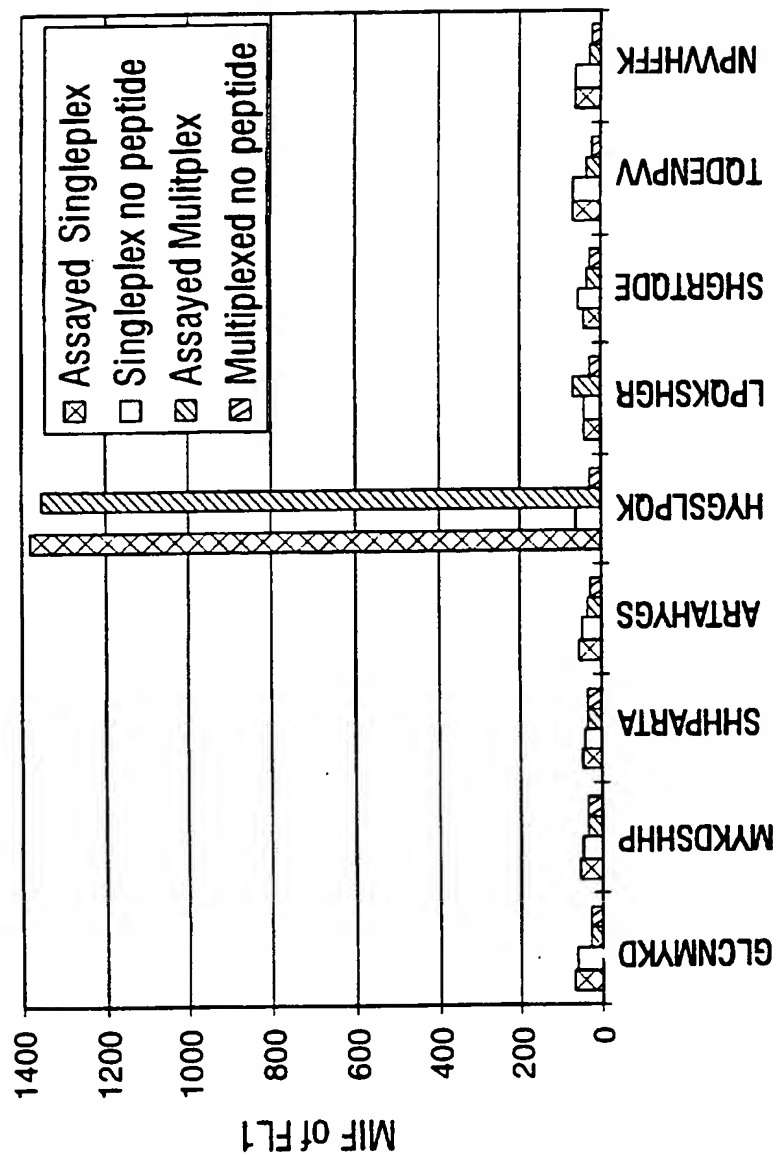 MIF of FL1
1400
1200
1000
800
600
400
200
0
Assayed Singleplex
Singleplex no peptide
Assayed Mulitplex
Multiplexed no peptide
GLCNMYKD
MYKDSHHP
SHHPARTA
ARTAHYGS
HYGSLPQK
LPQKSHGR
SHGRTQDE
TQDENPVV
NPVVHFFK